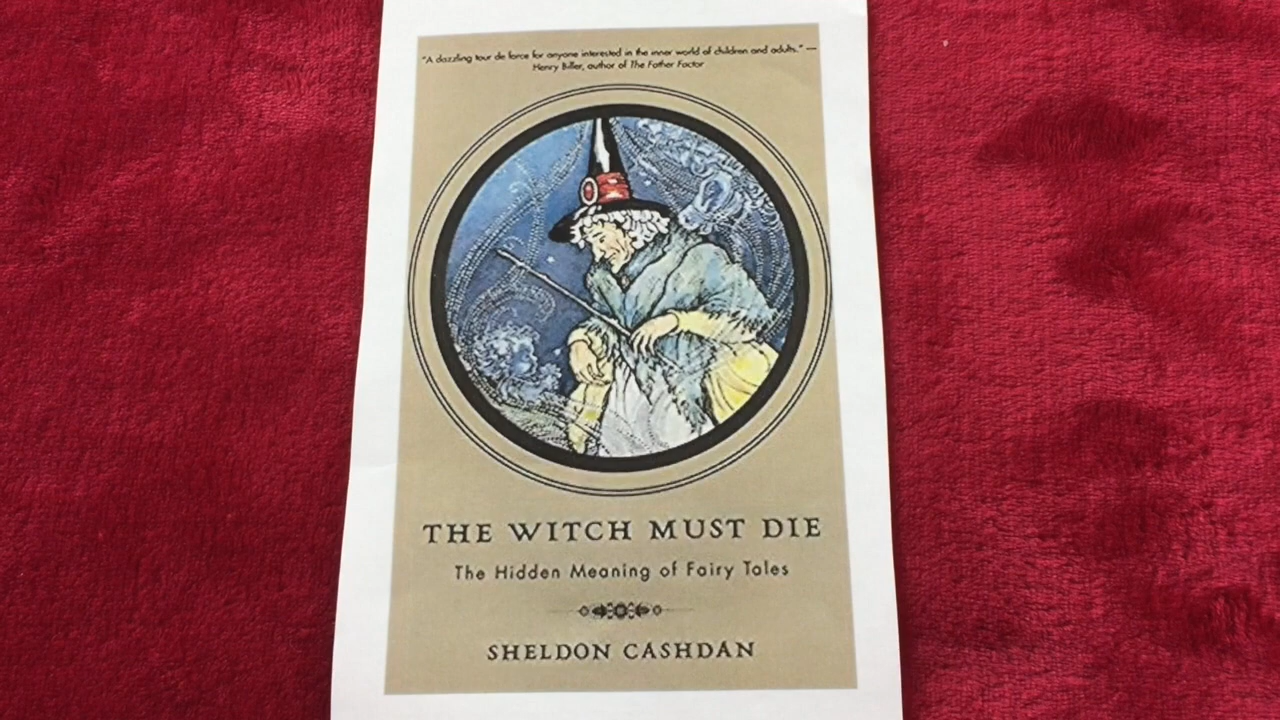 “A dazzling tour de force for anyone interested in the inner world of children and adults.” —
Henry Biller, author of The Father Factor
THE WITCH MUST DIE
The Hidden Meaning of Fairy Tales
SHELDON CASHDAN